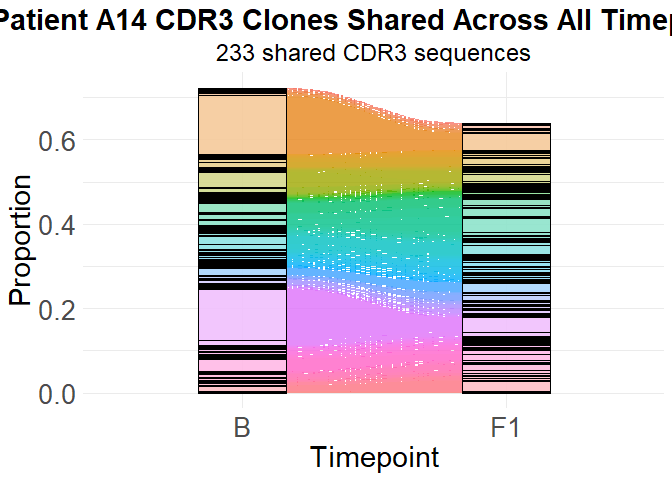 Patient A14 CDR3 Clones Shared Across All Timep
233 shared CDR3 sequences
Proportion
0.6
0.4
0.2
0.0
B
F1
Timepoint